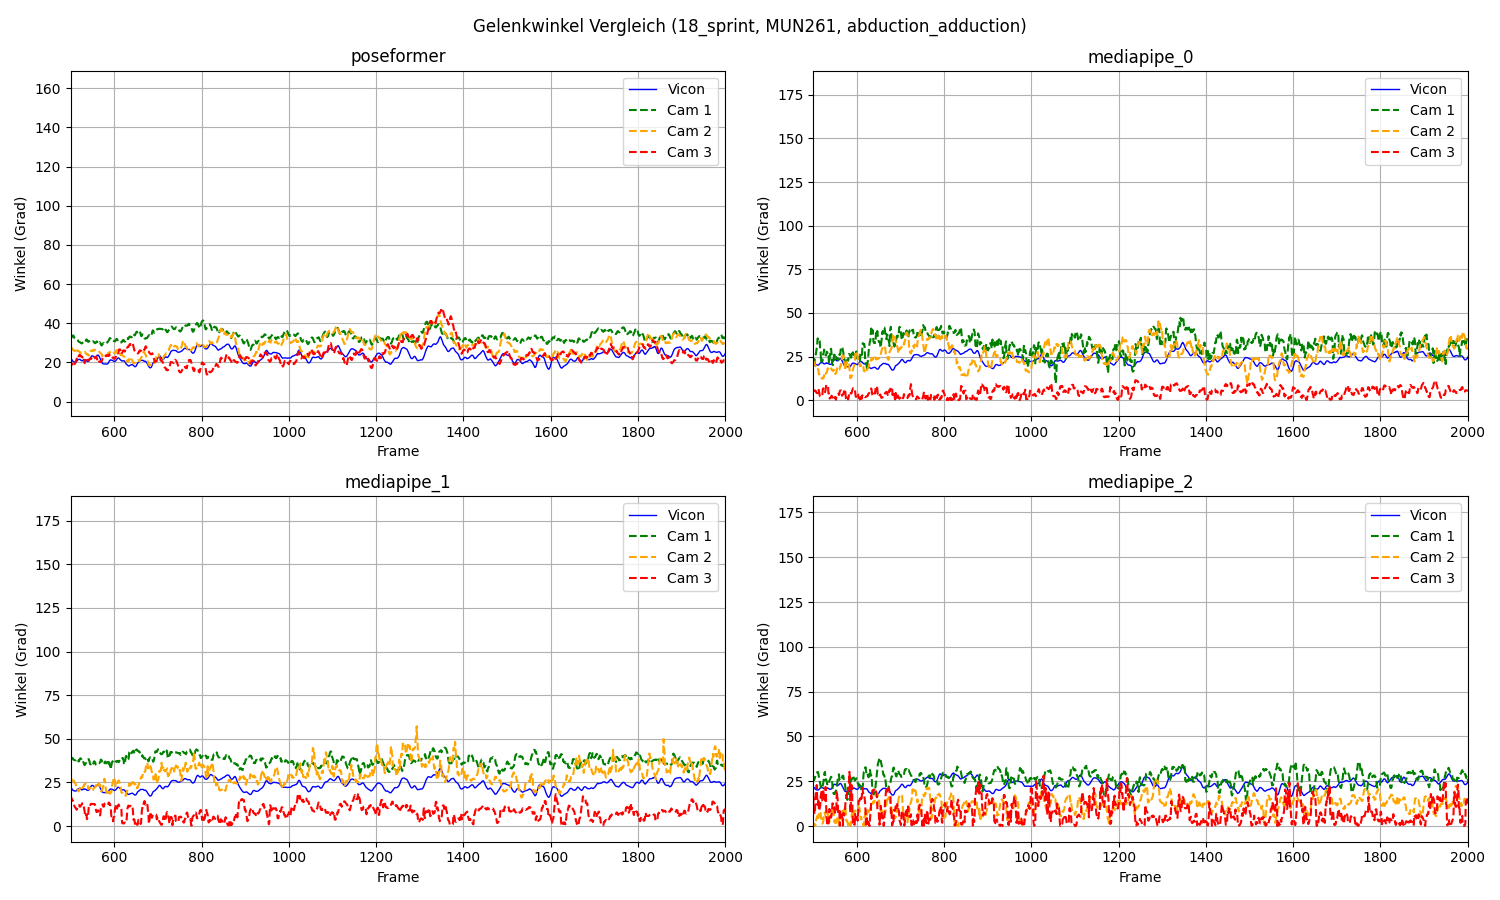 Gelenkwinkel Vergleich (18_sprint, MUN261, abduction_adduction)
poseformer
Winkel (Grad)
160
140
120
100
80
60
40
20
0
600
800
1000
1200
1400
1600
1800
2000
Frame
Vicon
Cam 1
Cam 2
Cam 3
mediapipe_0
Winkel (Grad)
175
150
125
100
75
50
25
0
600
800
1000
1200
1400
1600
1800
2000
Frame
Vicon
Cam 1
Cam 2
Cam 3
mediapipe_1
Winkel (Grad)
175
150
125
100
75
50
25
0
600
800
1000
1200
1400
1600
1800
2000
Frame
Vicon
Cam 1
Cam 2
Cam 3
mediapipe_2
Winkel (Grad)
175
150
125
100
75
50
25
0
600
800
1000
1200
1400
1600
1800
2000
Frame
Vicon
Cam 1
Cam 2
Cam 3